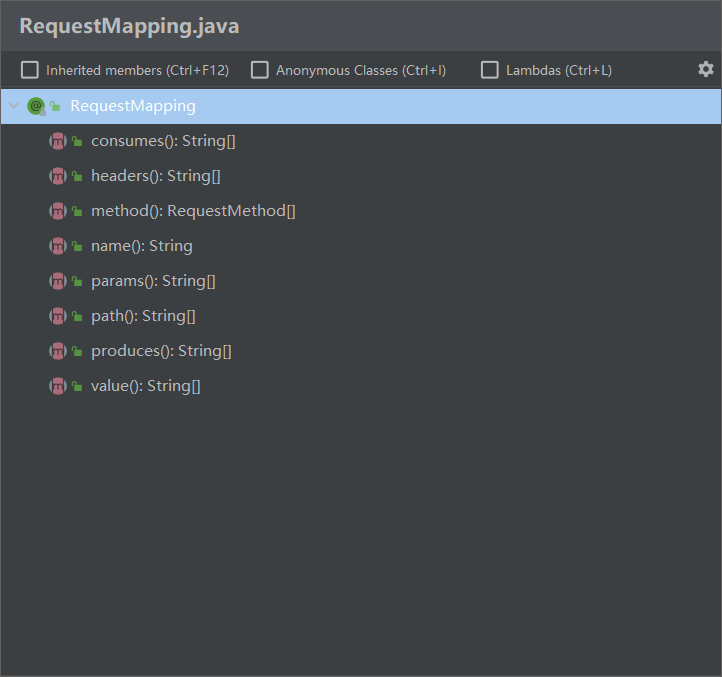 RequestMapping.java
Inherited members (Ctrl+F12) Anonymous Classes (Ctrl+I) Lambdas (Ctrl+L)
@ RequestMapping
m consumes(): String[]
m headers(): String[]
m method(): RequestMethod[]
m name(): String
m params(): String[]
m path(): String[]
m produces(): String[]
m value(): String[]